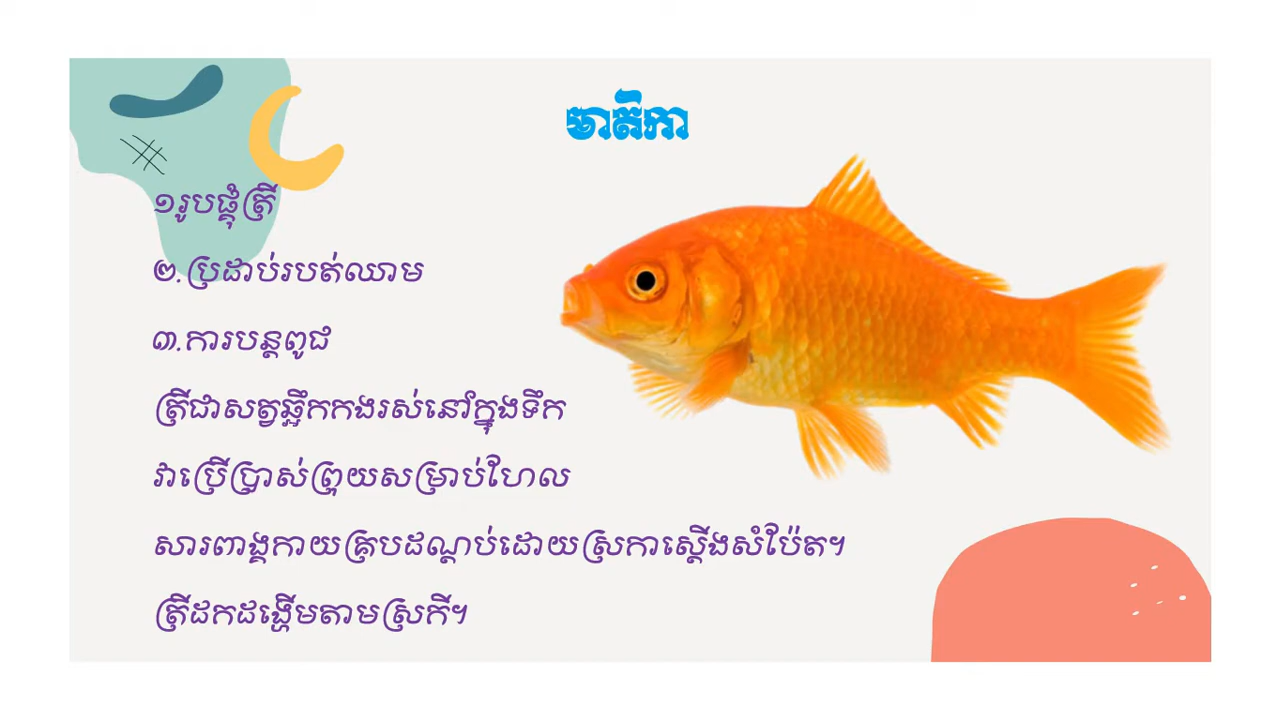 មាតិកា
១រូបផ្គុំត្រី
២.ប្រដាប់របត់ឈាម
៣.ការបន្តពូជ
ត្រីជាសត្វឆ្អឹកកងរស់នៅក្នុងទឹក
វាប្រើប្រាស់ព្រុយសម្រាប់ហែល
សារពាង្គកាយគ្របដណ្ដប់ដោយស្រកាស្ដើងសំប៉ែត។
ត្រីដកដង្ហើមតាមស្រកី។